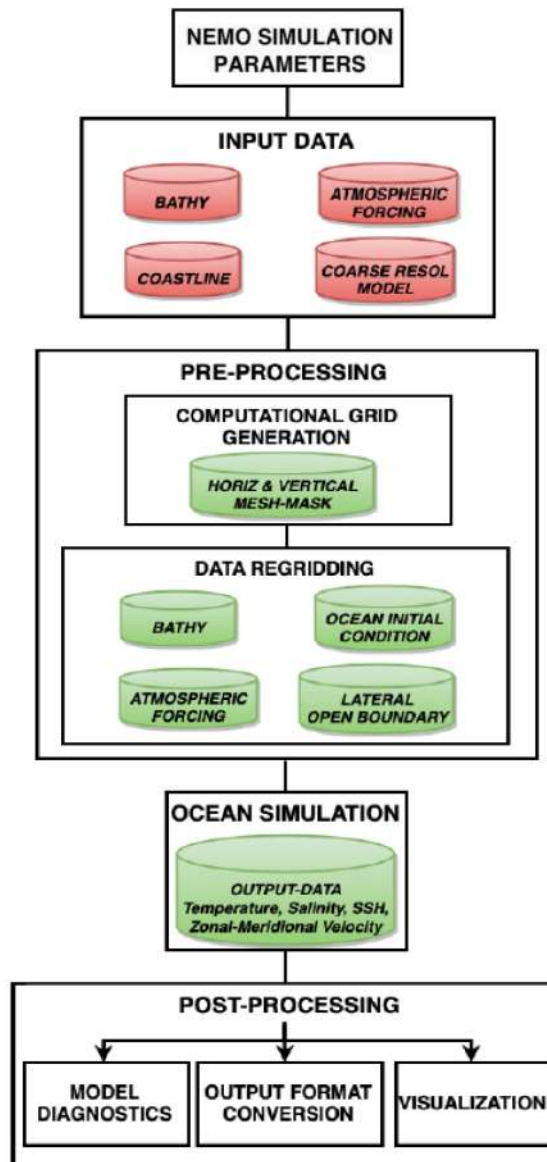 NEMO SIMULATION
PARAMETERS
INPUT DATA
BATHY
ATMOSPHERIC
FORCING
COASTLINE
COARSE RESOL
MODEL
PRE-PROCESSING
COMPUTATIONAL GRID
GENERATION
HORIZ & VERTICAL
MESH-MASK
DATA REGRIDDING
BATHY
OCEAN INITIAL
CONDITION
ATMOSPHERIC
FORCING
LATERAL
OPEN BOUNDARY
OCEAN SIMULATION
OUTPUT-DATA
Temperature, Salinity, SSH,
Zonal-Meridional Velocity
POST-PROCESSING
MODEL
DIAGNOSTICS
OUTPUT FORMAT
CONVERSION
VISUALIZATION